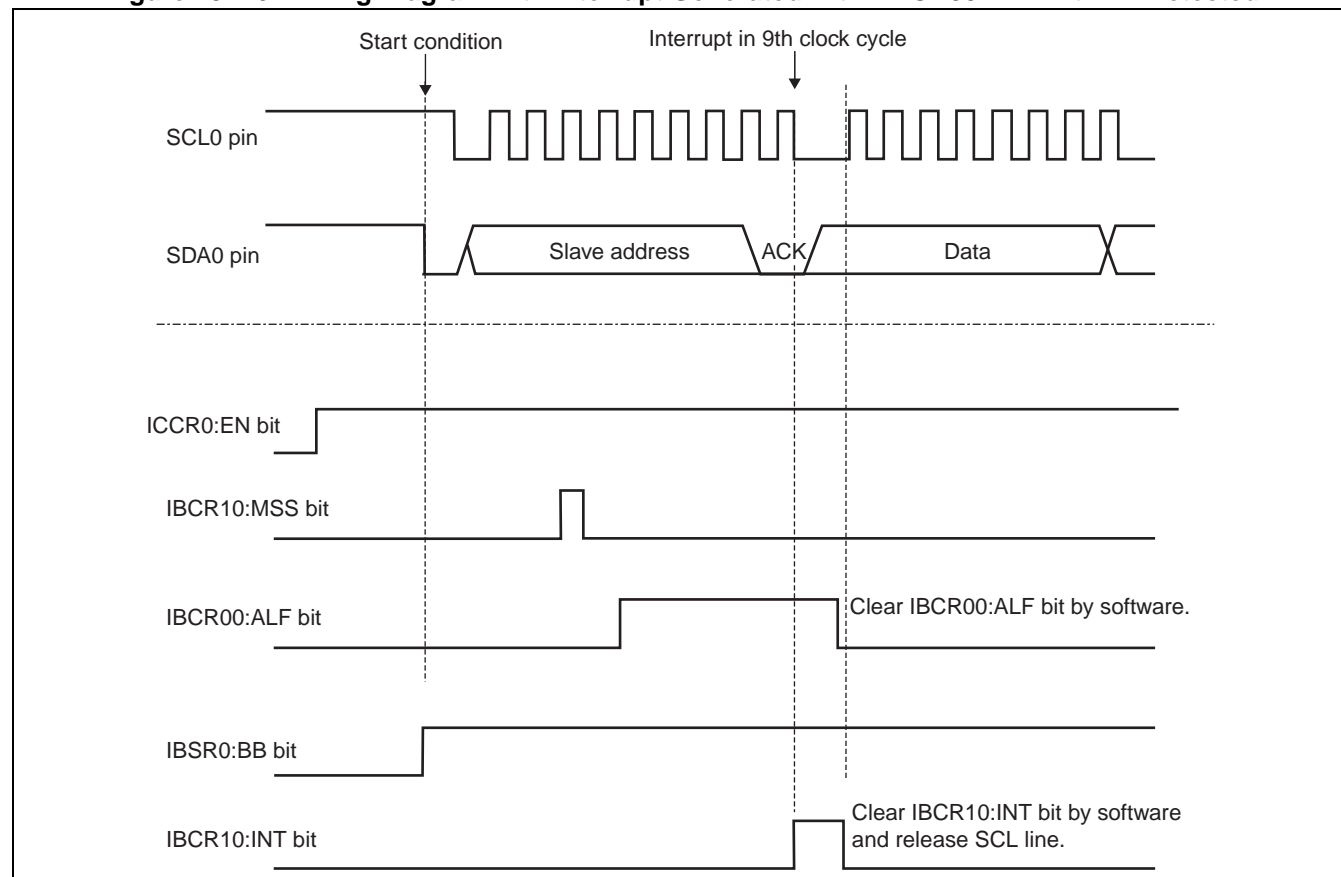 Start condition
Interrupt in 9th clock cycle
SCL0 pin
SDA0 pin
Slave address
ACK
Data
ICCR0:EN bit
IBCR10:MSS bit
IBCR00:ALF bit
Clear IBCR00:ALF bit by software.
IBSR0:BB bit
IBCR10:INT bit
Clear IBCR10:INT bit by software
and release SCL line.